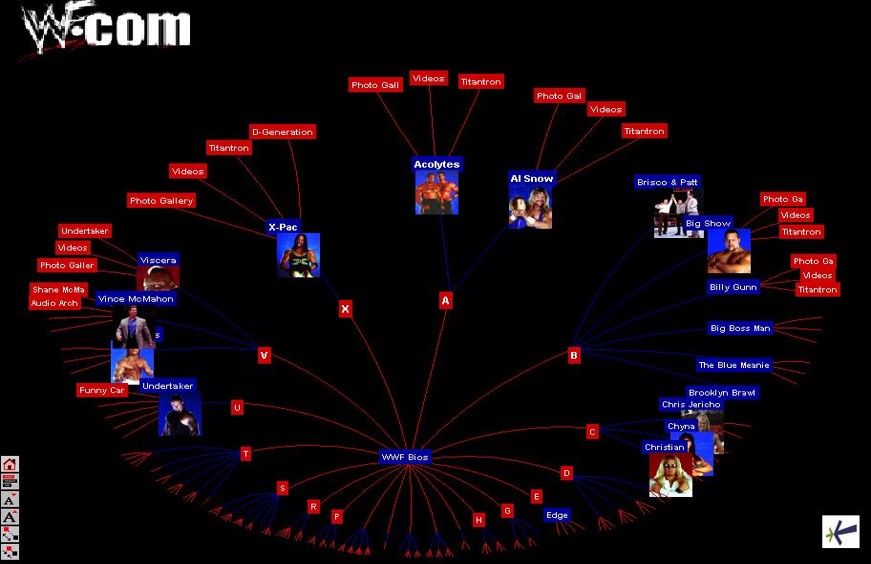 WF.com
Photo Gall
Videos
Titantron
Photo Gal
Videos
Titantron
D-Generation
Titantron
Videos
Photo Gallery
Acolytes
Al Snow
Brisco & Patt
Big Show
Photo Ga
Videos
Titantron
X-Pac
Undertaker
Videos
Photo Galler
Viscera
Photo Ga
Videos
Titantron
Billy Gunn
Shane McMa
Audio Arch
Vince McMahon
s
X
A
Big Boss Man
V
B
The Blue Meanie
Funny Car
Undertaker
Brooklyn Brawl
Chris Jericho
U
Chyna
C
Christian
T
WWF Bios
D
S
E
R
P
H
G
Edge
A
A